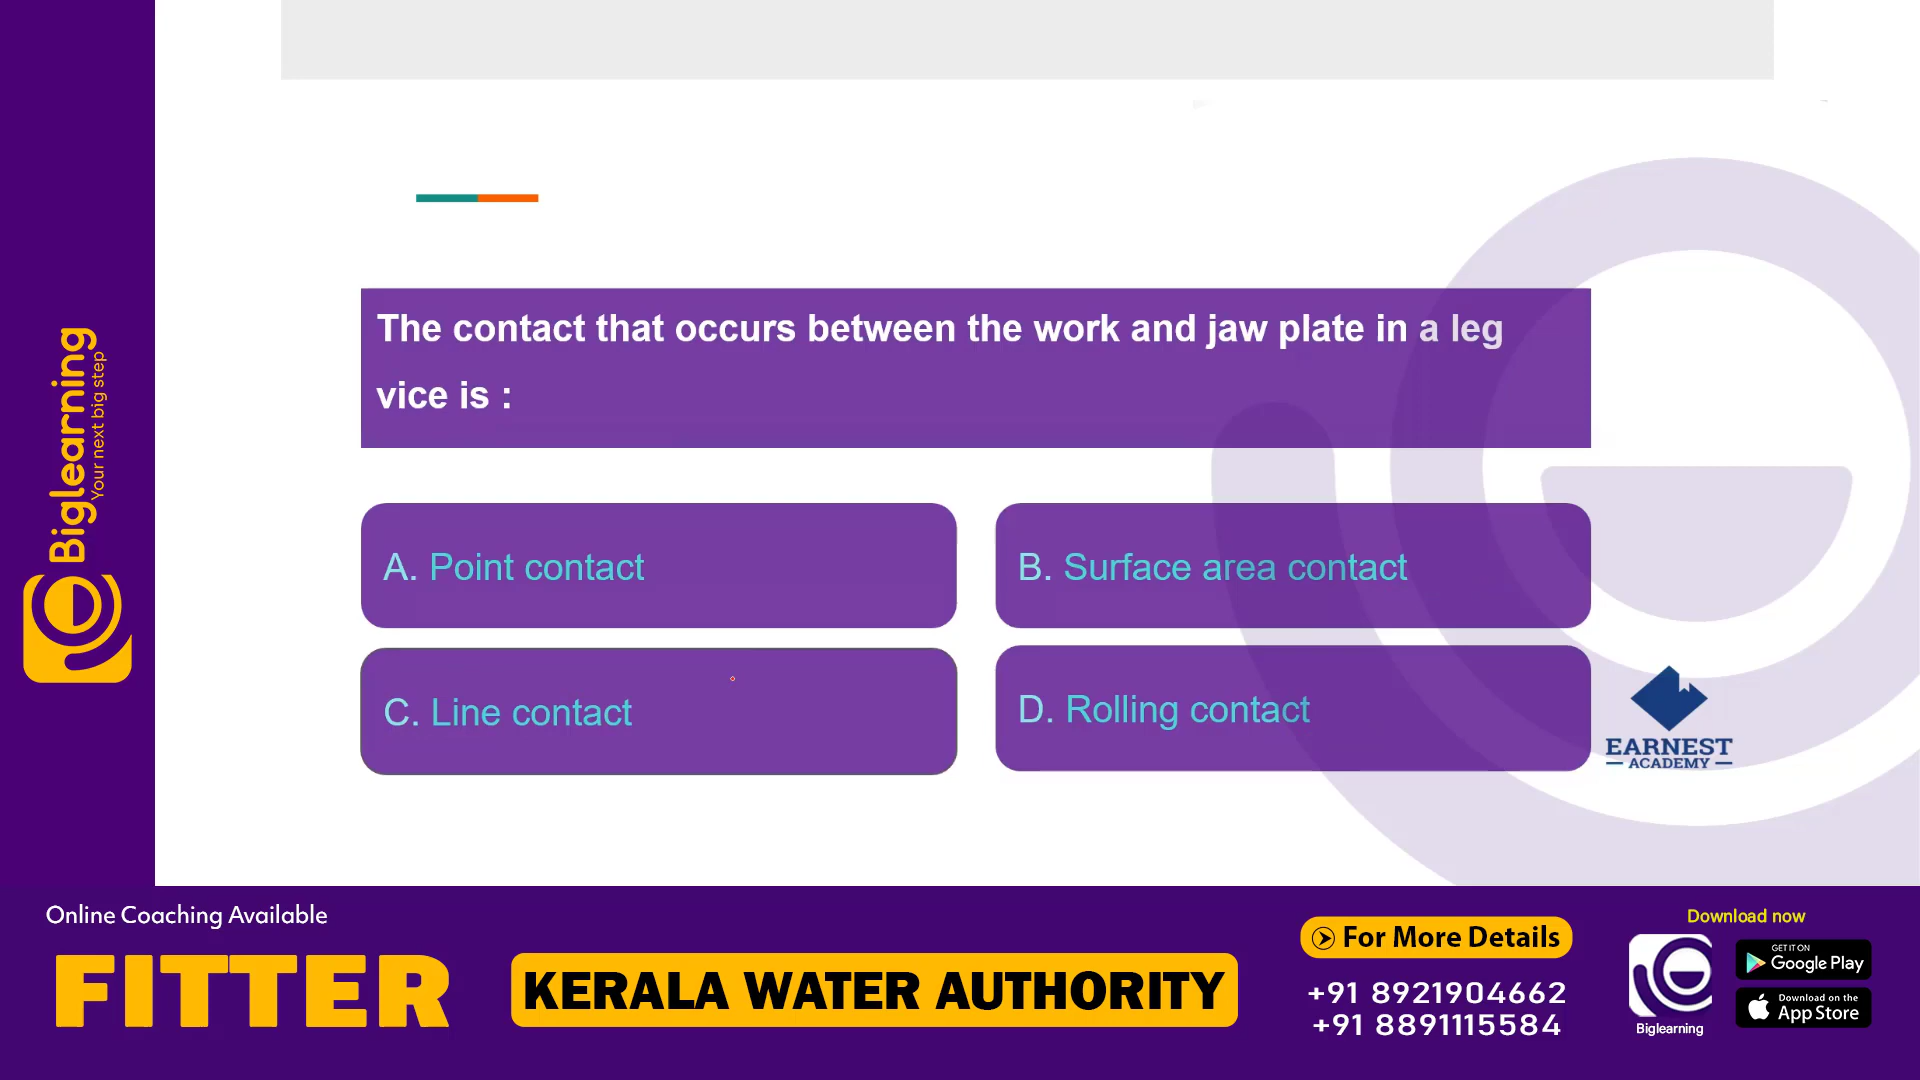 The contact that occurs between the work and jaw plate in a leg
vice is :
A. Point contact
B. Surface area contact
C. Line contact
D. Rolling contact
EARNEST
ACADEMY
Biglearning
Your next big step
Online Coaching Available
FITTER
KERALA WATER AUTHORITY
For More Details
+91 8921904662
+91 8891115584
Download now
Biglearning
GET IT ON
Google Play
Download on the
App Store